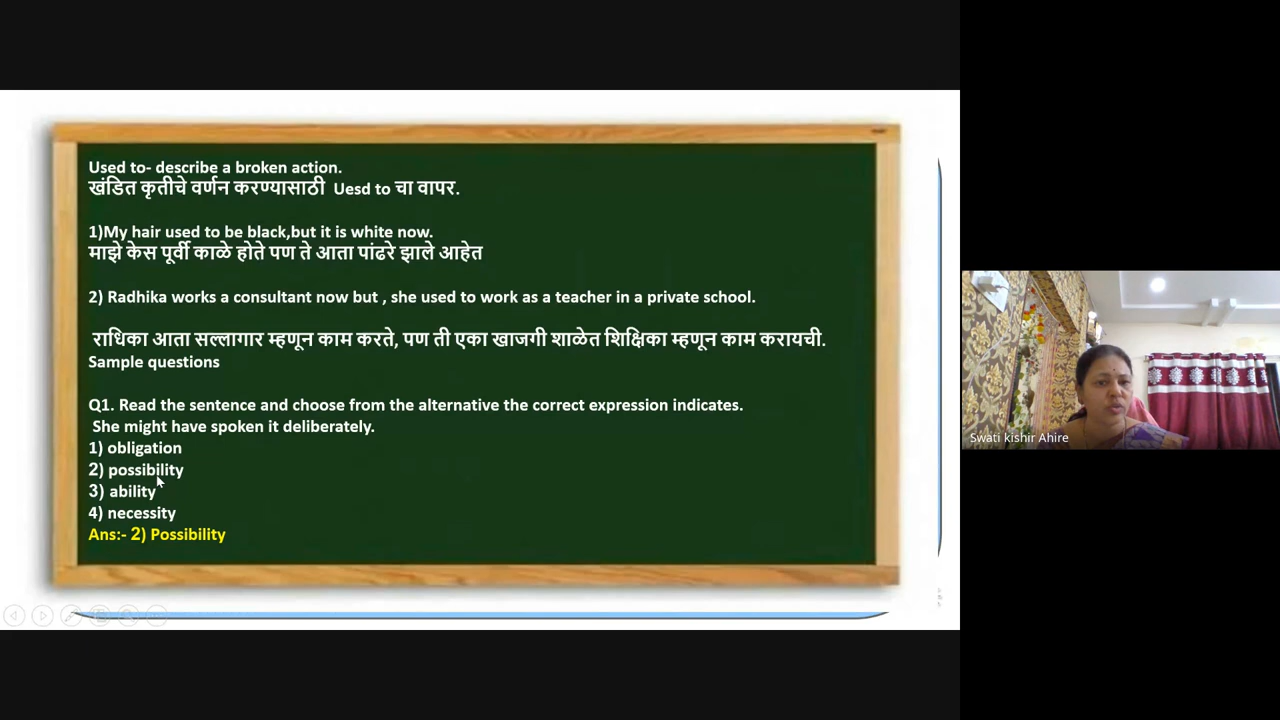 Used to- describe a broken action.
खंडित कृतीचे वर्णन करण्यासाठी Uesd to चा वापर.
1)My hair used to be black,but it is white now.
माझे केस पूर्वी काळे होते पण ते आता पांढरे झाले आहेत
2) Radhika works a consultant now but , she used to work as a teacher in a private school.
राधिका आता सल्लागार म्हणून काम करते, पण ती एका खाजगी शाळेत शिक्षिका म्हणून काम करायची.
Sample questions
Q1. Read the sentence and choose from the alternative the correct expression indicates.
She might have spoken it deliberately.
1) obligation
2) possibility
3) ability
4) necessity
Ans:- 2) Possibility
Swati kishir Ahire